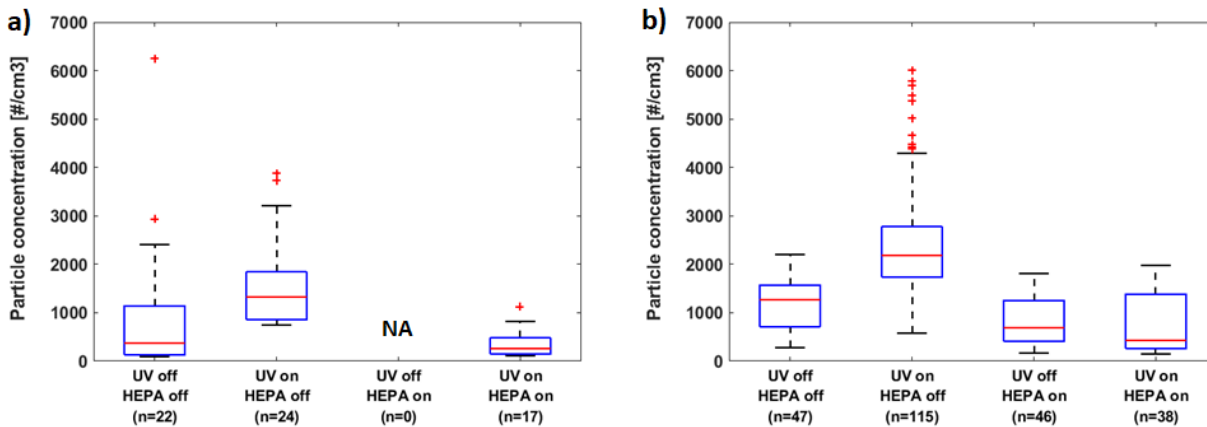 a)
Particle concentration [#/cm3]
7000
6000
5000
4000
3000
2000
1000
0
NA
UV off
HEPA off
(n=22)
UV on
HEPA off
(n=24)
UV off
HEPA on
(n=0)
UV on
HEPA on
(n=17)
b)
Particle concentration [#/cm3]
7000
6000
5000
4000
3000
2000
1000
0
UV off
HEPA off
(n=47)
UV on
HEPA off
(n=115)
UV off
HEPA on
(n=46)
UV on
HEPA on
(n=38)